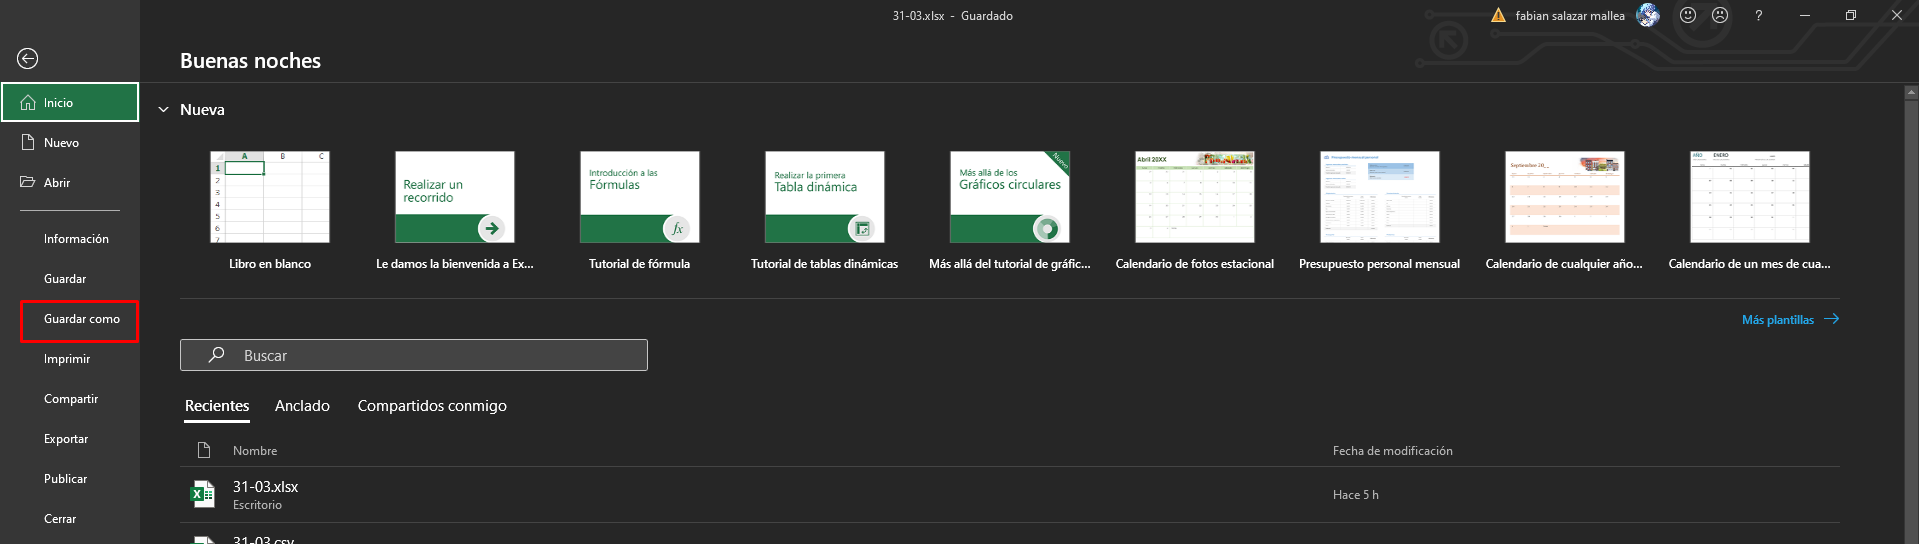 31-03.xlsx - Guardado
fabian salazar mallea
?
Buenas noches
Inicio
Nuevo
Abrir
Información
Guardar
Guardar como
Imprimir
Compartir
Exportar
Publicar
Cerrar
Nueva
A B C
1
2
3
4
5
6
7
Libro en blanco
Realizar un
recorrido
Le damos la bienvenida a Ex...
Introducción a las
Fórmulas
fx
Tutorial de fórmula
Realizar la primera
Tabla dinámica
Tutorial de tablas dinámicas
Más allá de los
Gráficos circulares
Nuevo
Más allá del tutorial de gráfic...
Abril 20XX
Calendario de fotos estacional
Presupuesto personal mensual
Septiembre 20__
Calendario de cualquier año...
AÑO ENERO
Calendario de un mes de cua...
Más plantillas
Buscar
Recientes Anclado Compartidos conmigo
Nombre Fecha de modificación
31-03.xlsx
Escritorio
Hace 5 h
31-03.csv